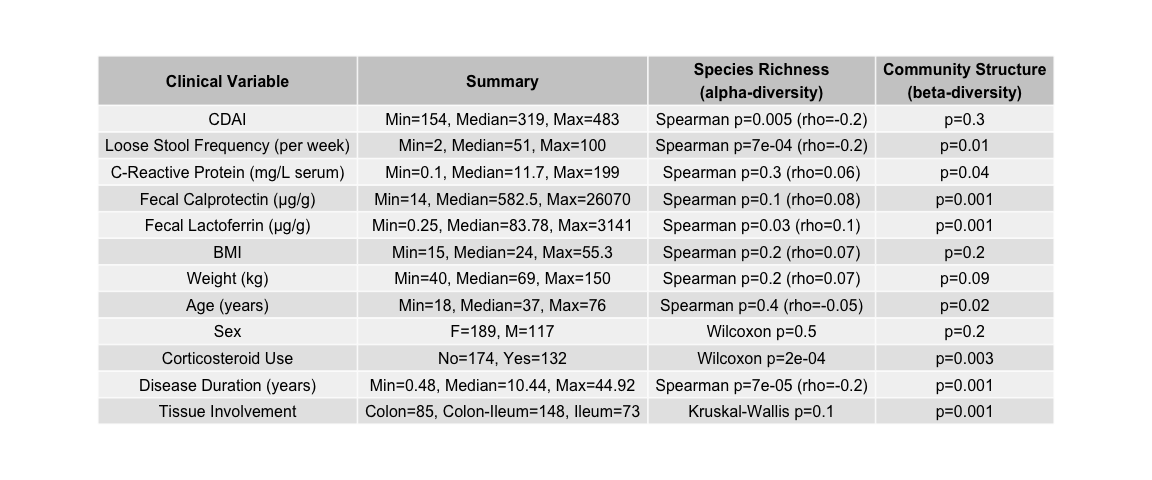 Clinical Variable Summary Species Richness (alpha-diversity) Community Structure (beta-diversity)
CDAI Min=154, Median=319, Max=483 Spearman p=0.005 (rho=-0.2) p=0.3
Loose Stool Frequency (per week) Min=2, Median=51, Max=100 Spearman p=7e-04 (rho=-0.2) p=0.01
C-Reactive Protein (mg/L serum) Min=0.1, Median=11.7, Max=199 Spearman p=0.3 (rho=0.06) p=0.04
Fecal Calprotectin (µg/g) Min=14, Median=582.5, Max=26070 Spearman p=0.1 (rho=0.08) p=0.001
Fecal Lactoferrin (µg/g) Min=0.25, Median=83.78, Max=3141 Spearman p=0.03 (rho=0.1) p=0.001
BMI Min=15, Median=24, Max=55.3 Spearman p=0.2 (rho=0.07) p=0.2
Weight (kg) Min=40, Median=69, Max=150 Spearman p=0.2 (rho=0.07) p=0.09
Age (years) Min=18, Median=37, Max=76 Spearman p=0.4 (rho=-0.05) p=0.02
Sex F=189, M=117 Wilcoxon p=0.5 p=0.2
Corticosteroid Use No=174, Yes=132 Wilcoxon p=2e-04 p=0.003
Disease Duration (years) Min=0.48, Median=10.44, Max=44.92 Spearman p=7e-05 (rho=-0.2) p=0.001
Tissue Involvement Colon=85, Colon-Ileum=148, Ileum=73 Kruskal-Wallis p=0.1 p=0.001